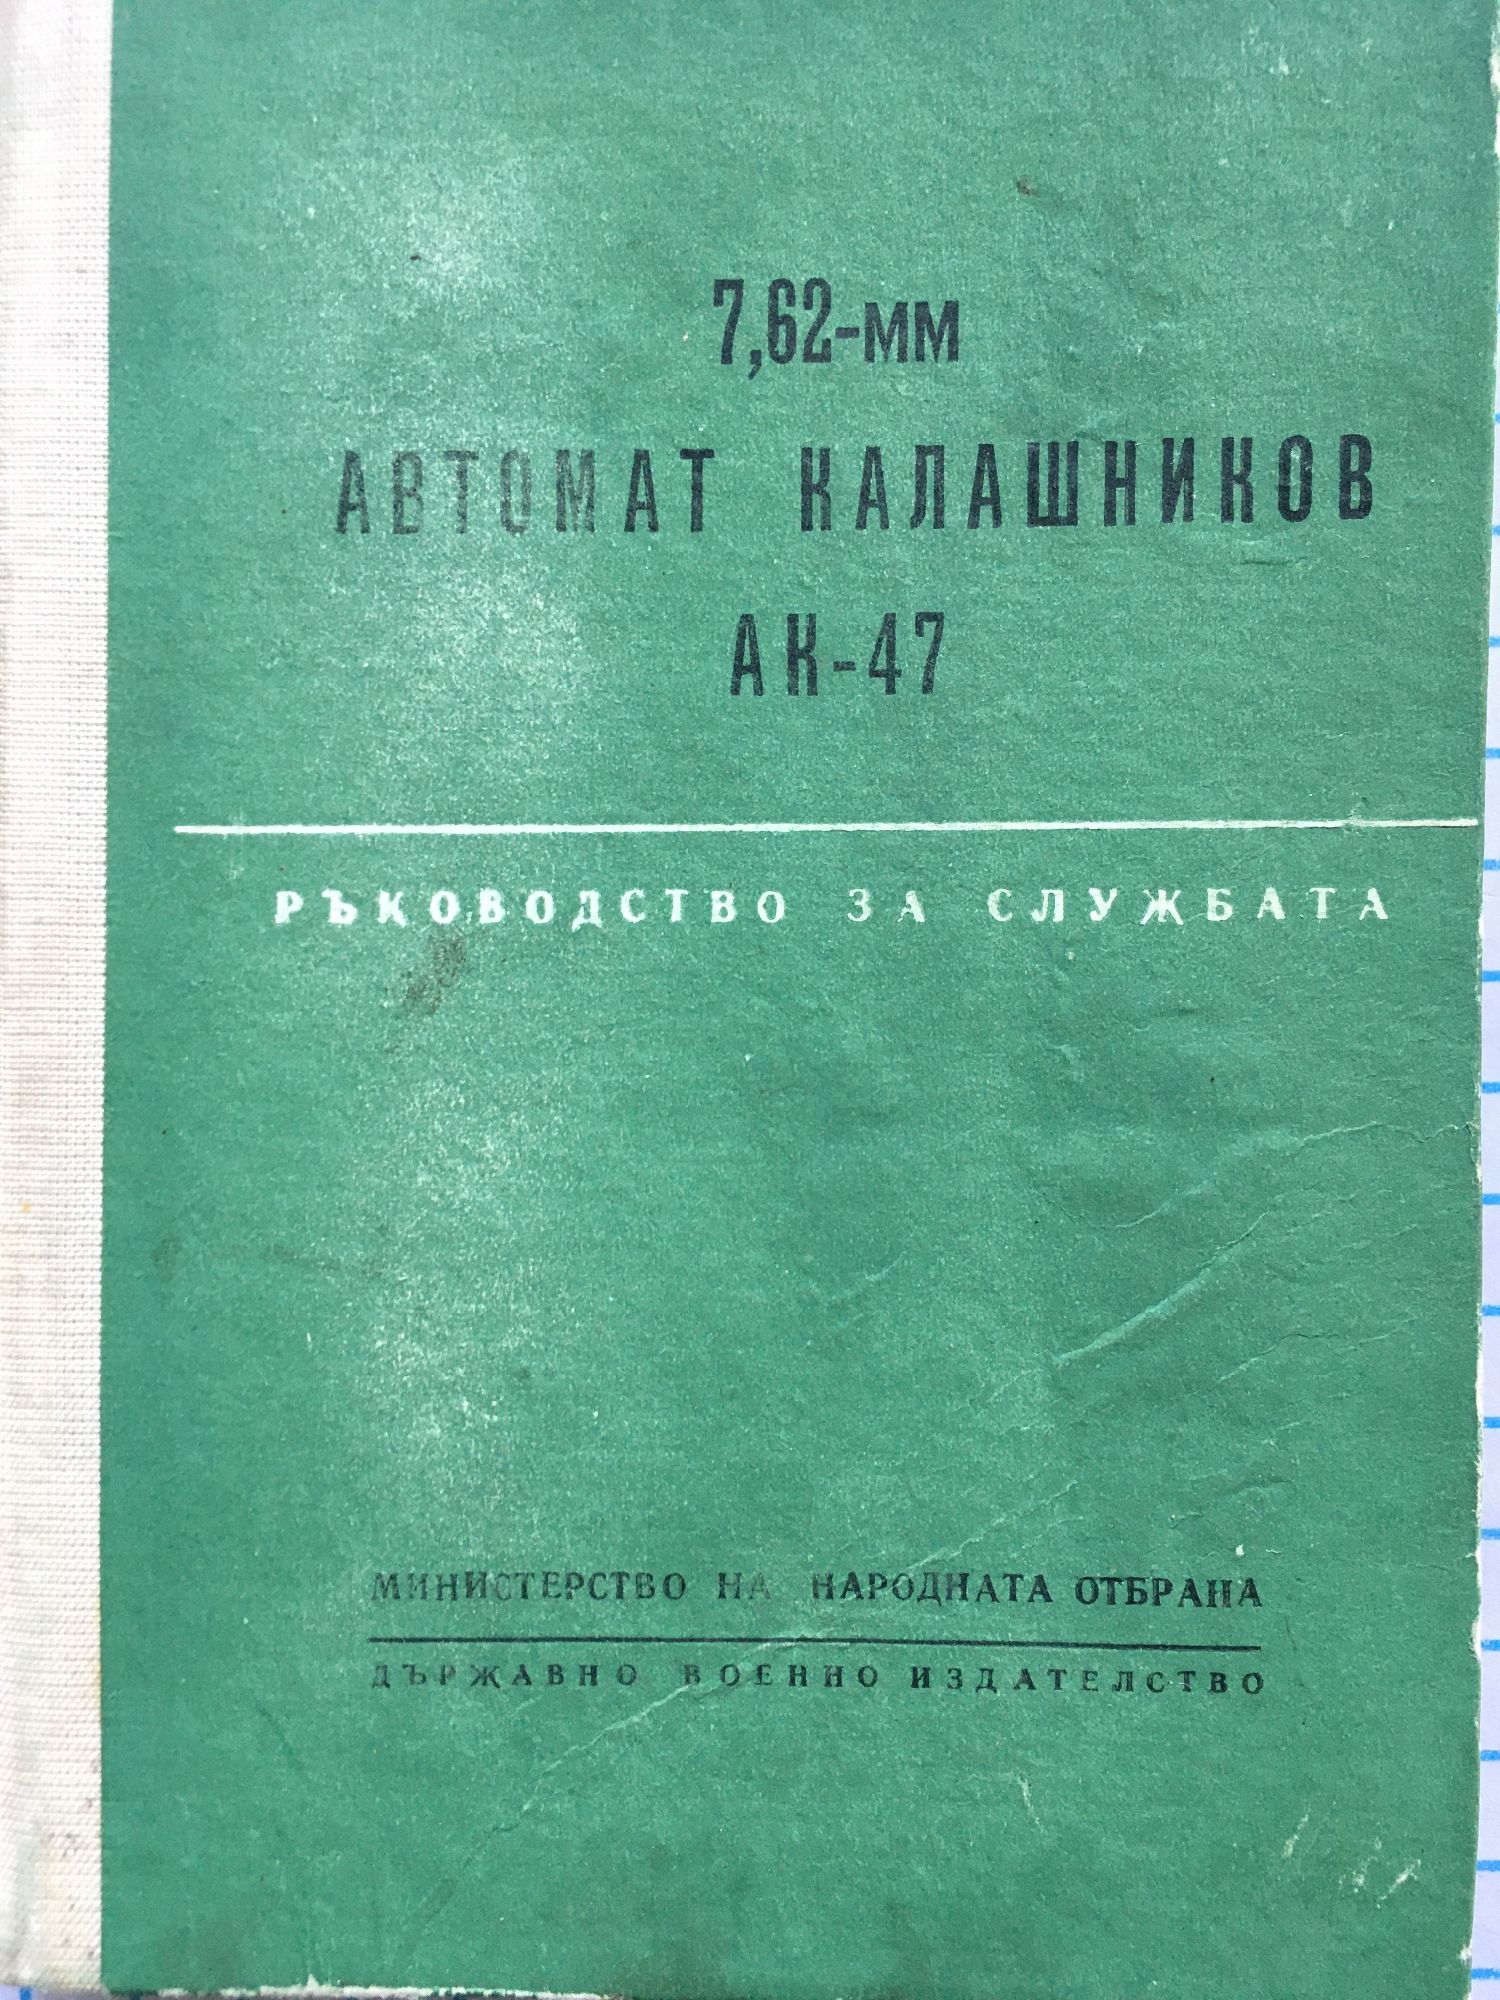 7,62-мм
АВТОМАТ КАЛАШНИКОВ
АК-47
РЪКОВОДСТВО ЗА СЛУЖБАТА
МИНИСТЕРСТВО НА НАРОДНАТА ОТБРАНА
ДЪРЖАВНО ВОЕННО ИЗДАТЕЛСТВО